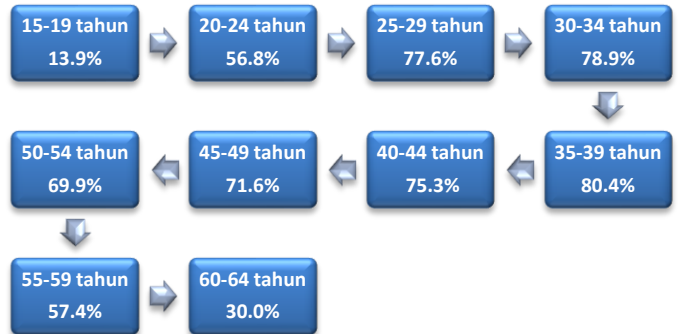 15-19 tahun
13.9%
20-24 tahun
56.8%
25-29 tahun
77.6%
30-34 tahun
78.9%
35-39 tahun
80.4%
40-44 tahun
75.3%
45-49 tahun
71.6%
50-54 tahun
69.9%
55-59 tahun
57.4%
60-64 tahun
30.0%